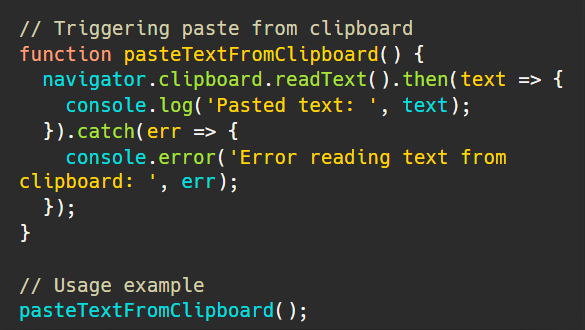 // Triggering paste from clipboard
function pasteTextFromClipboard() {
  navigator.clipboard.readText().then(text => {
    console.log('Pasted text: ', text);
  }).catch(err => {
    console.error('Error reading text from
clipboard: ', err);
  });
}

// Usage example
pasteTextFromClipboard();